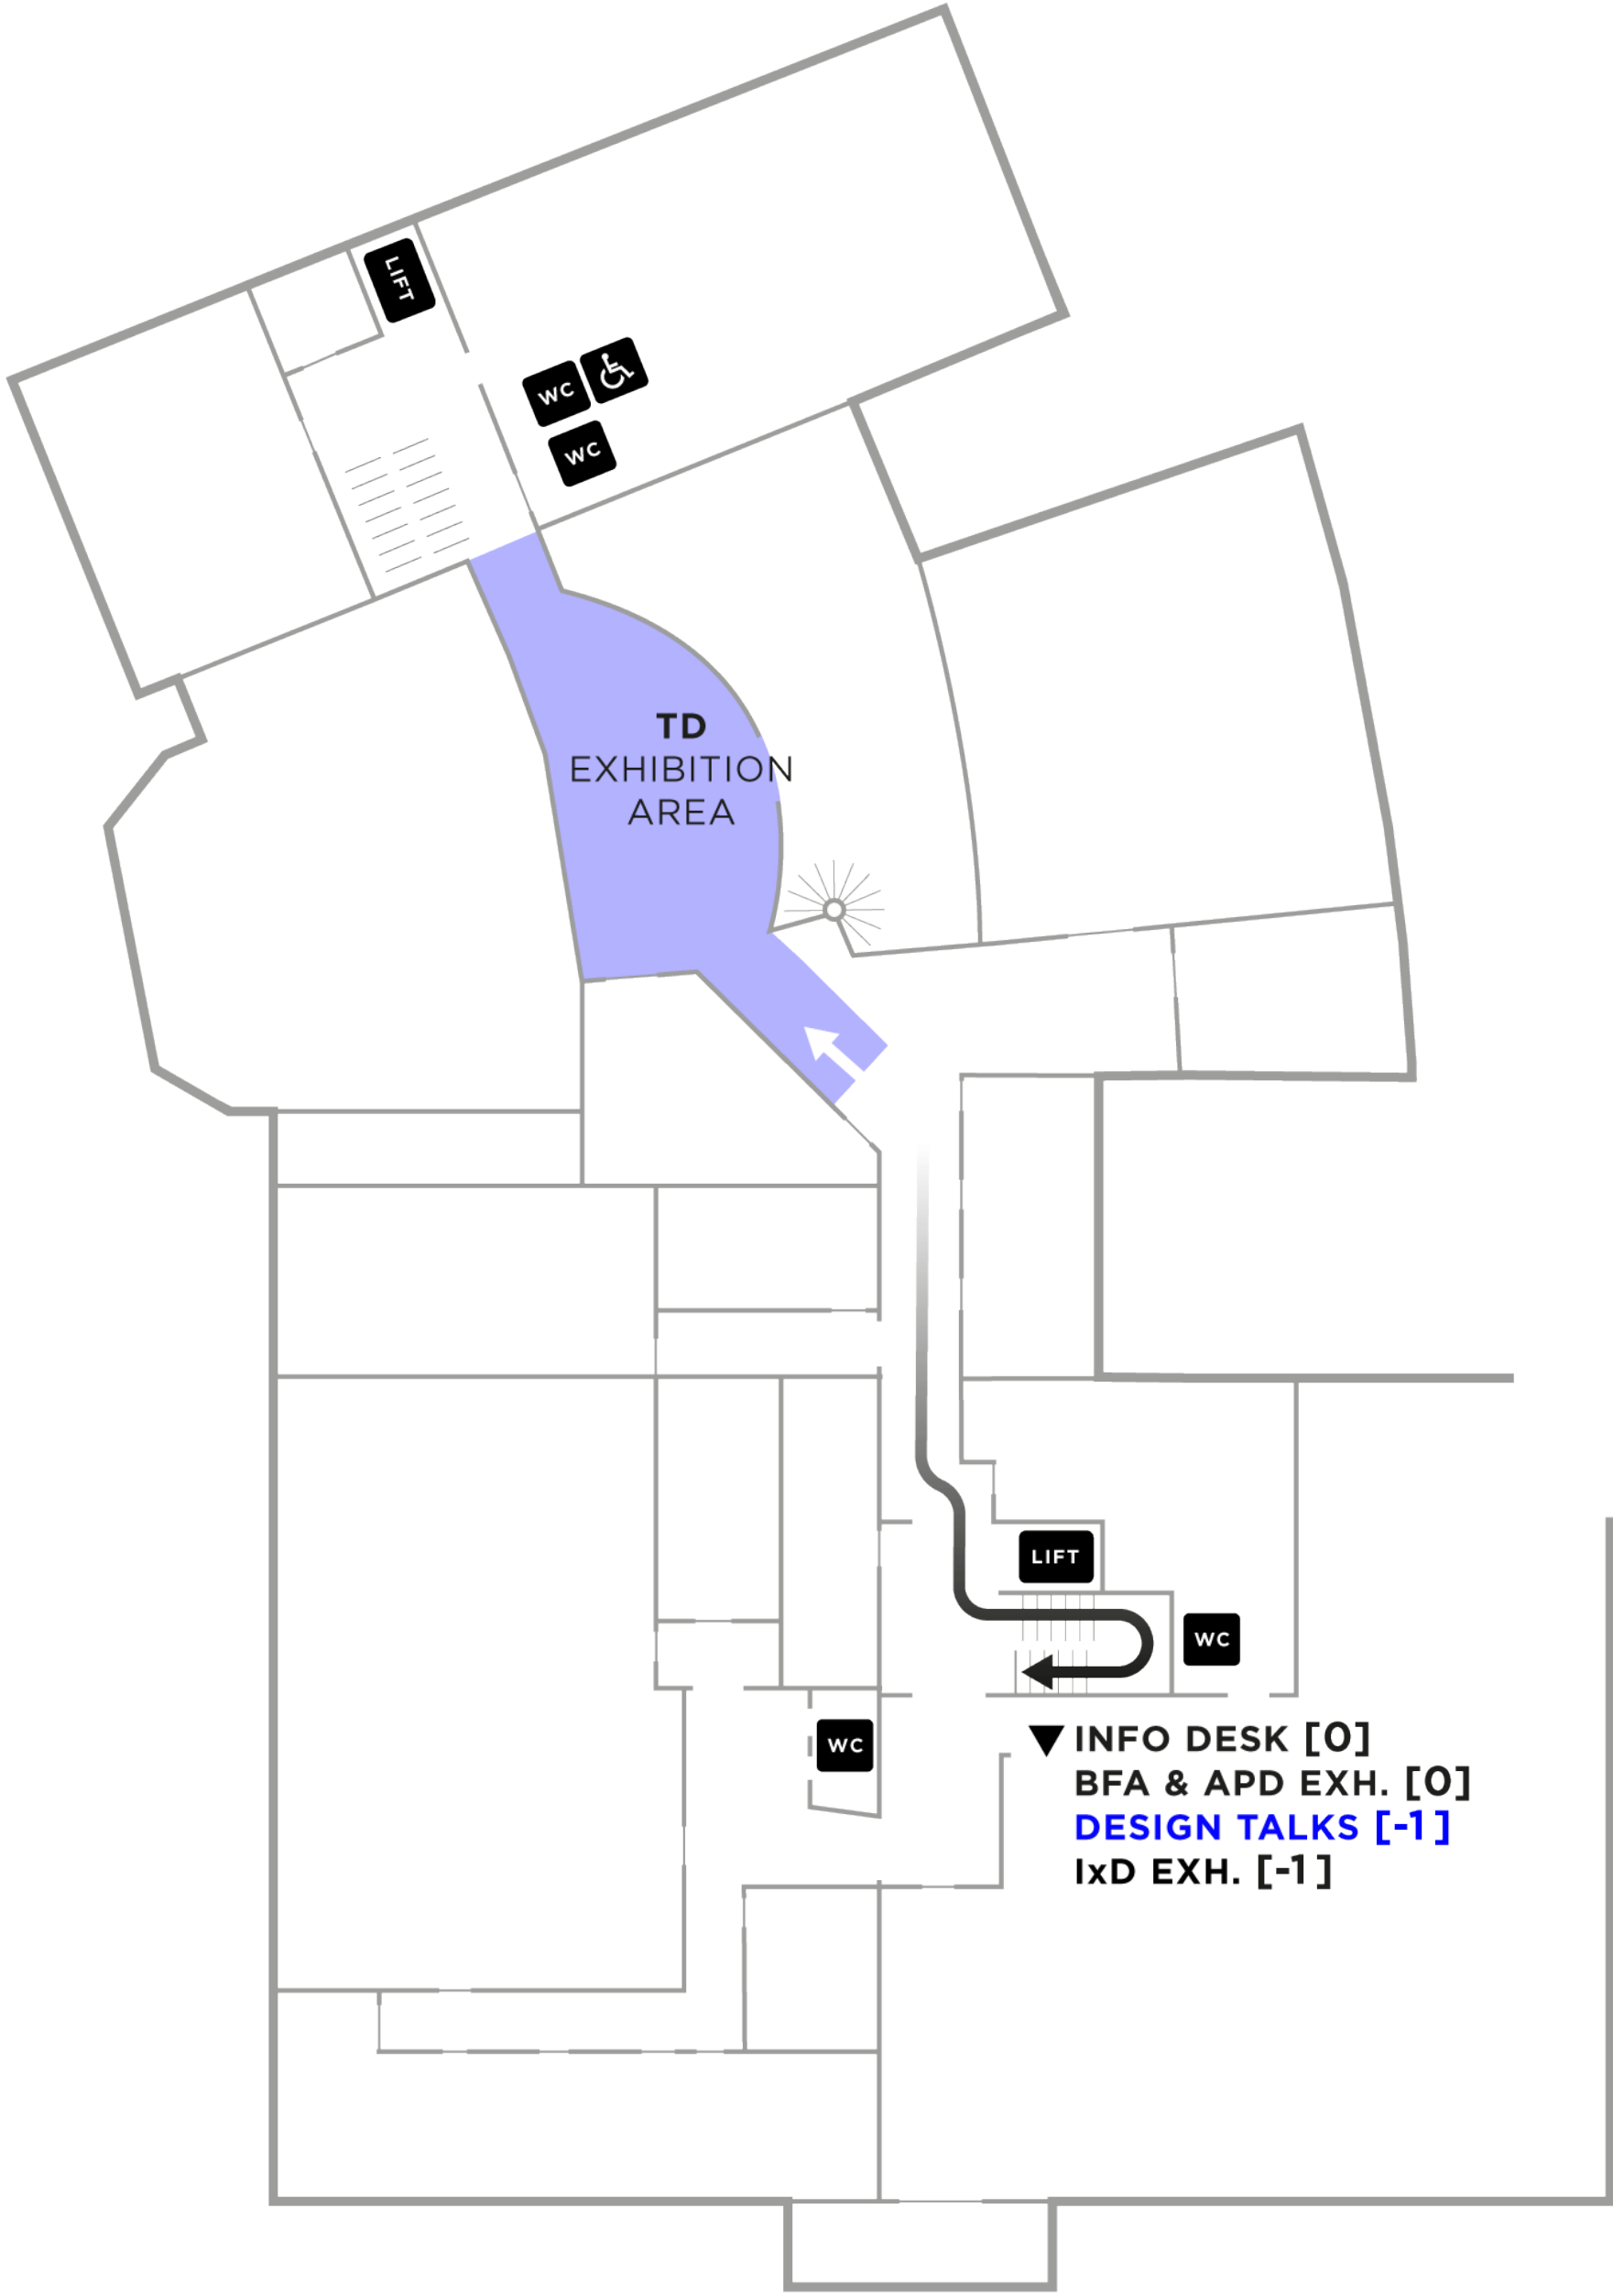 LIFT
WC
WC
TD
EXHIBITION
AREA
LIFT
WC
WC
INFO DESK [0]
BFA & APD EXH. [0]
DESIGN TALKS [-1]
IxD EXH. [-1]